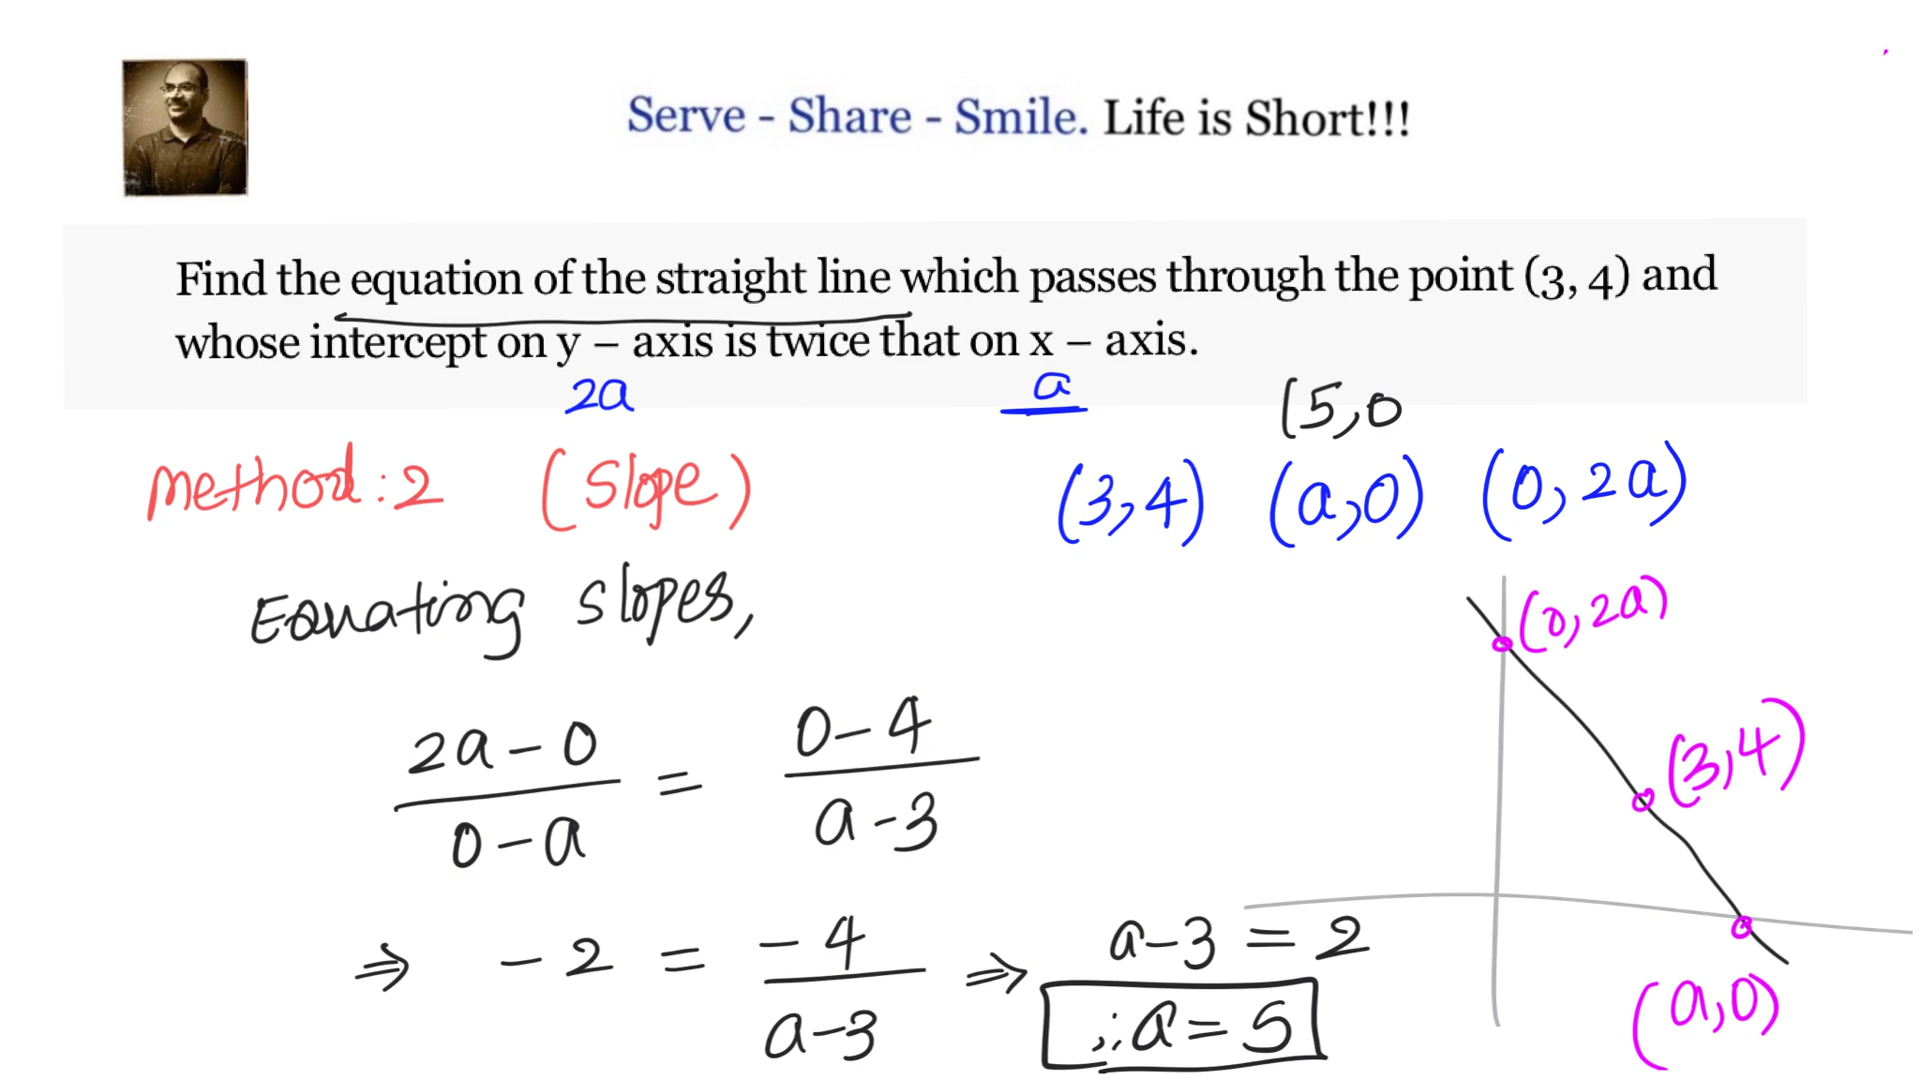 Serve - Share - Smile. Life is Short!!!
Find the equation of the straight line which passes through the point (3, 4) and
whose intercept on y – axis is twice that on x – axis.
2a a (5,0
Method: 2 (Slope) (3,4) (a,0) (0,2a)
Equating slopes,
(0,2a)
2a-0 / 0-a = 0-4 / a-3
(3,4)
⇒ -2 = -4 / a-3 ⇒ a-3 = 2
∴ a = 5
(a,0)